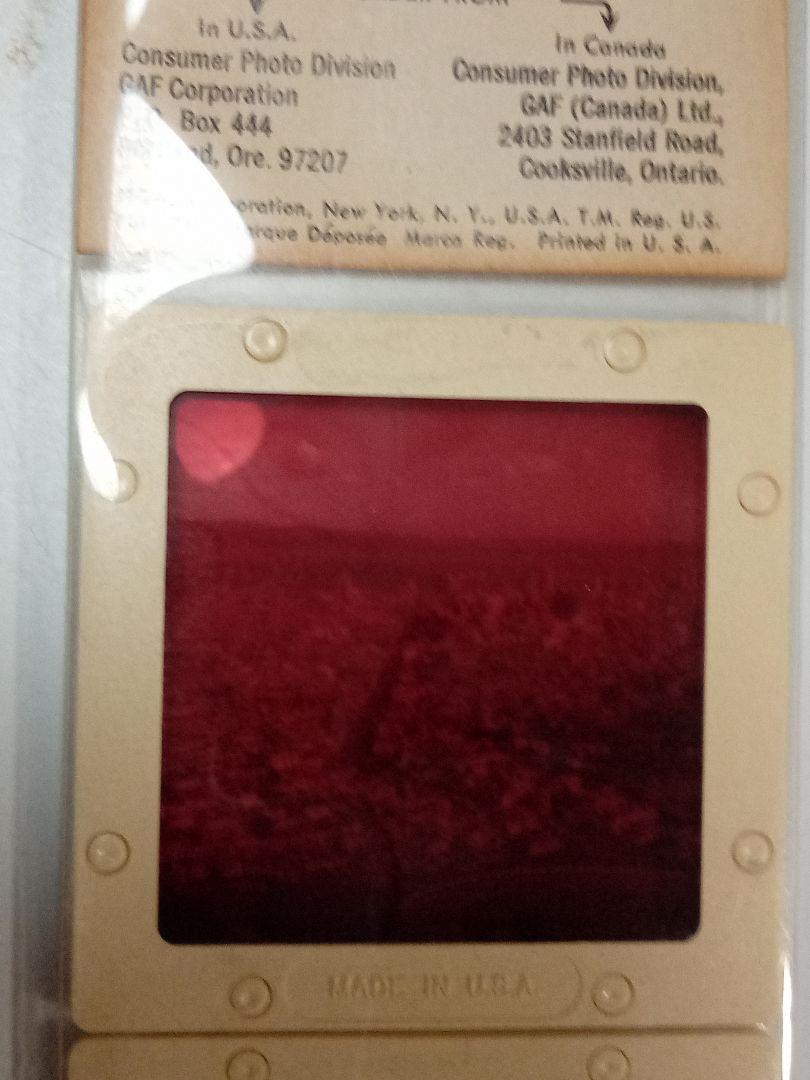 In U.S.A.
Consumer Photo Division
GAF Corporation
Box 444
Ore. 97207
In Canada
Consumer Photo Division,
GAF (Canada) Ltd.,
2403 Stanfield Road,
Cooksville, Ontario.
New York, N. Y., U.S.A. T.M. Reg. U.S.
Déposée Marca Reg. Printed in U. S. A.
MADE IN U.S.A